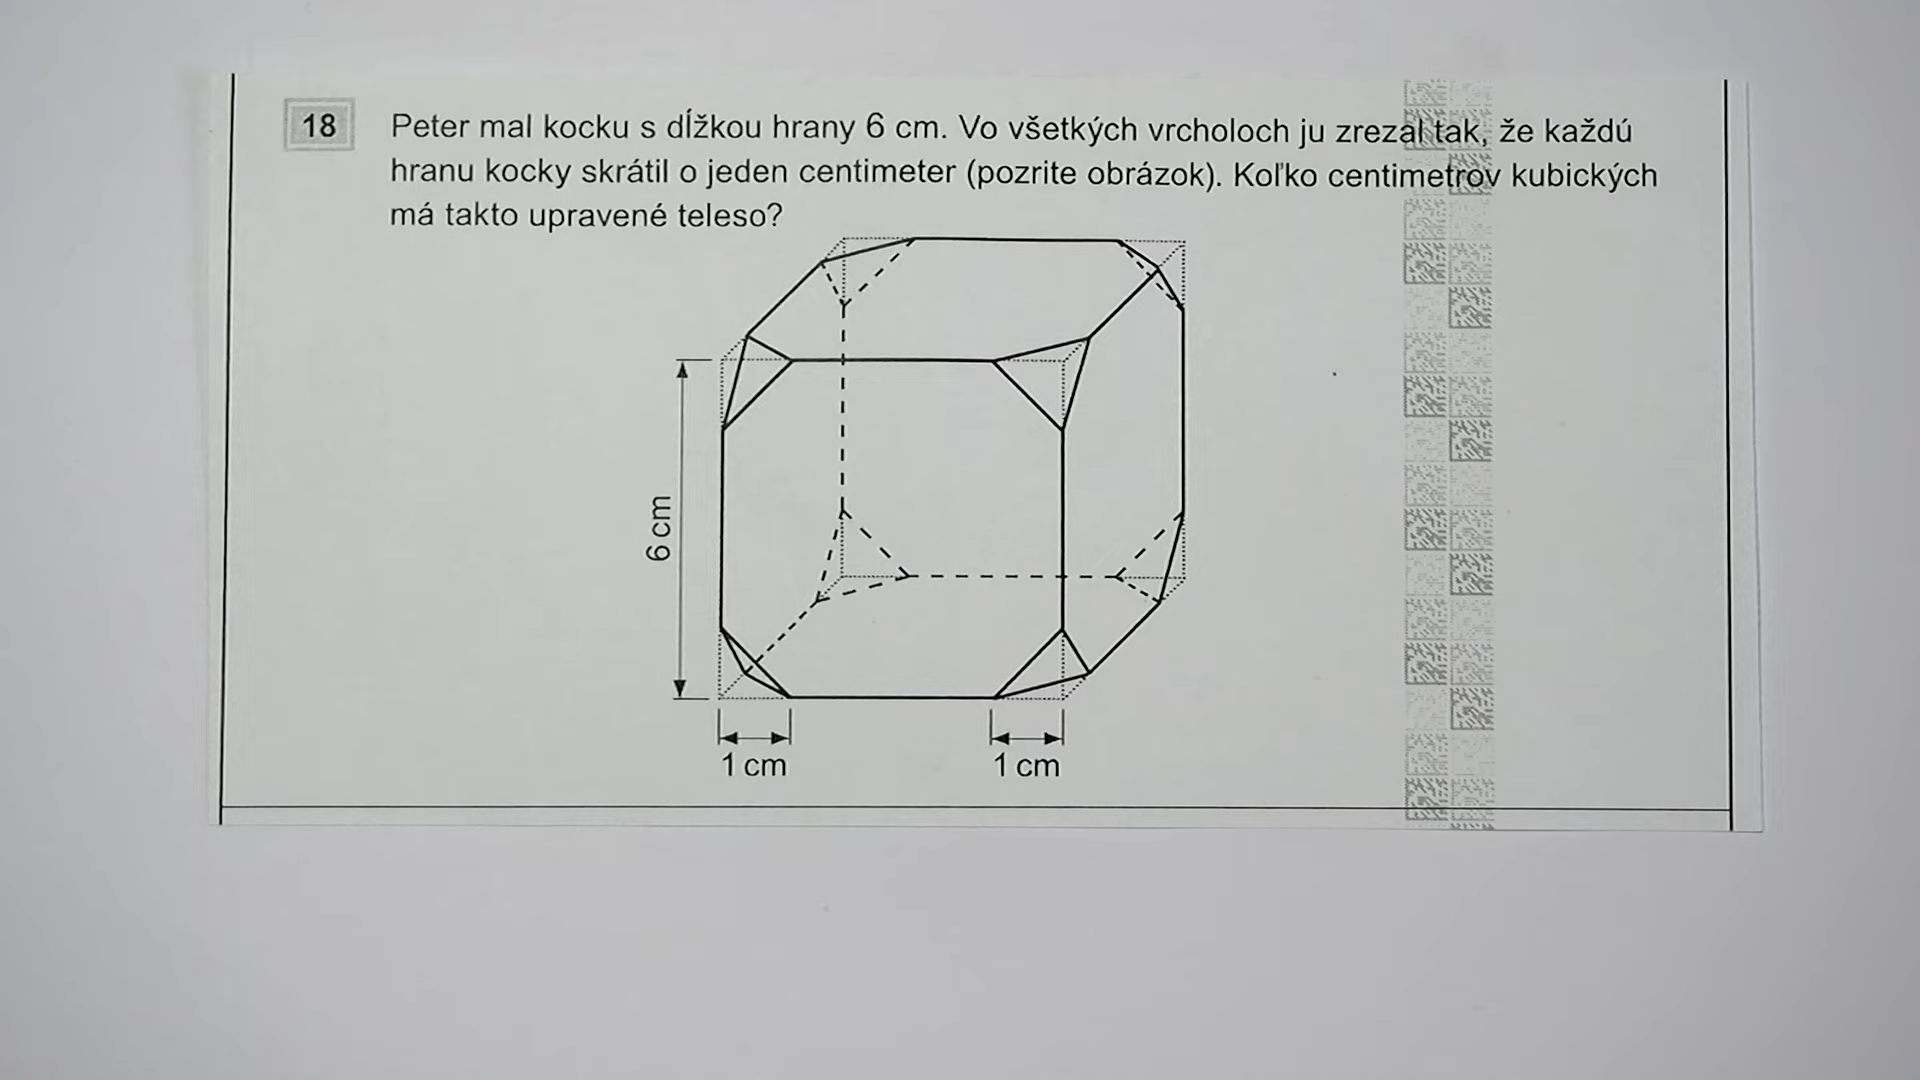 18
Peter mal kocku s dĺžkou hrany 6 cm. Vo všetkých vrcholoch ju zrezal tak, že každú
hranu kocky skrátil o jeden centimeter (pozrite obrázok). Koľko centimetrov kubických
má takto upravené teleso?
6 cm
1 cm
1 cm